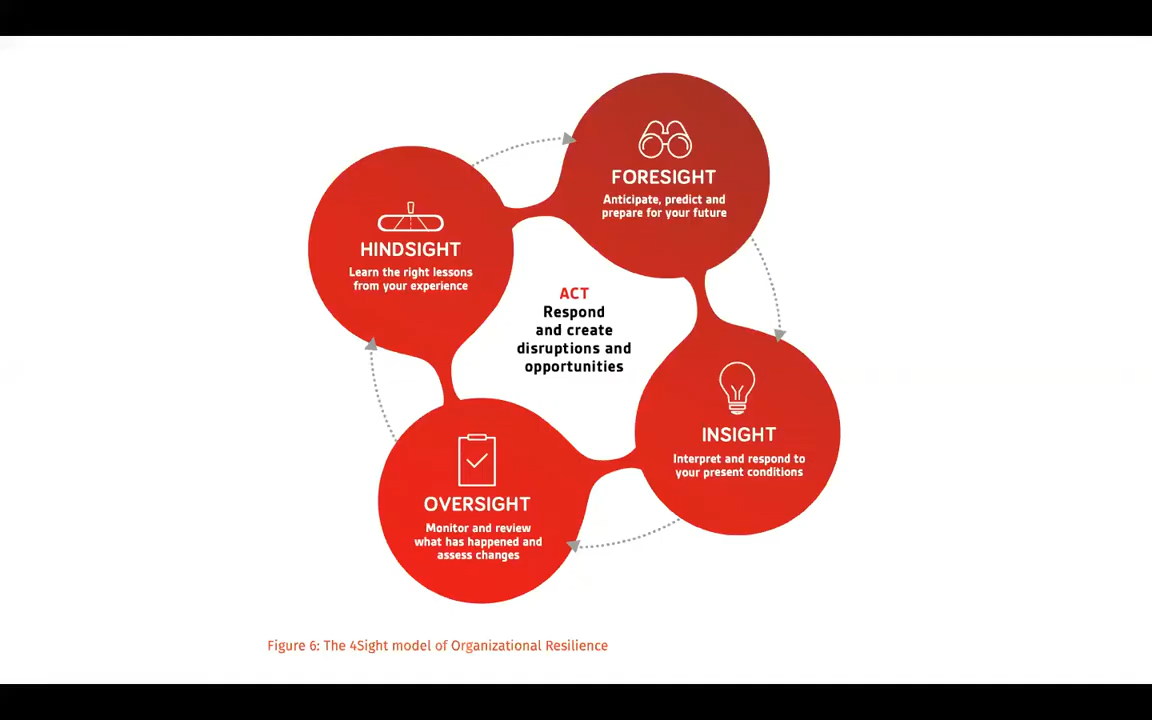 FORESIGHT
Anticipate, predict and
prepare for your future
HINDSIGHT
Learn the right lessons
from your experience
ACT
Respond
and create
disruptions and
opportunities
INSIGHT
Interpret and respond to
your present conditions
OVERSIGHT
Monitor and review
what has happened and
assess changes
Figure 6: The 4Sight model of Organizational Resilience